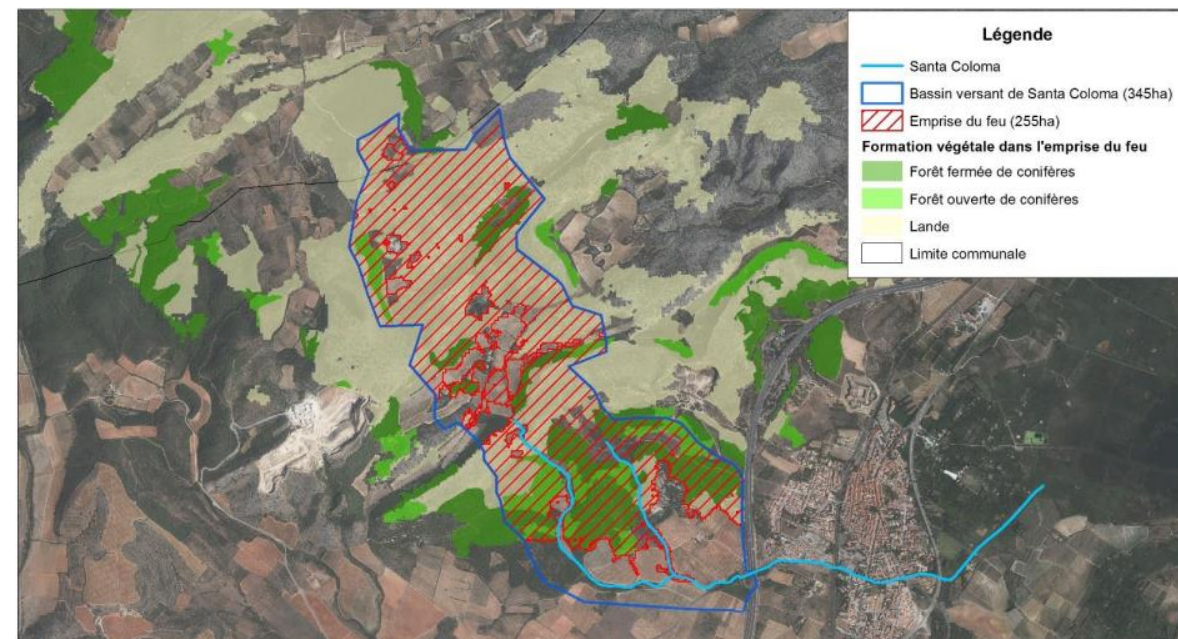 Légende
Santa Coloma
Bassin versant de Santa Coloma (345ha)
Emprise du feu (255ha)
Formation végétale dans l'emprise du feu
Forêt fermée de conifères
Forêt ouverte de conifères
Lande
Limite communale